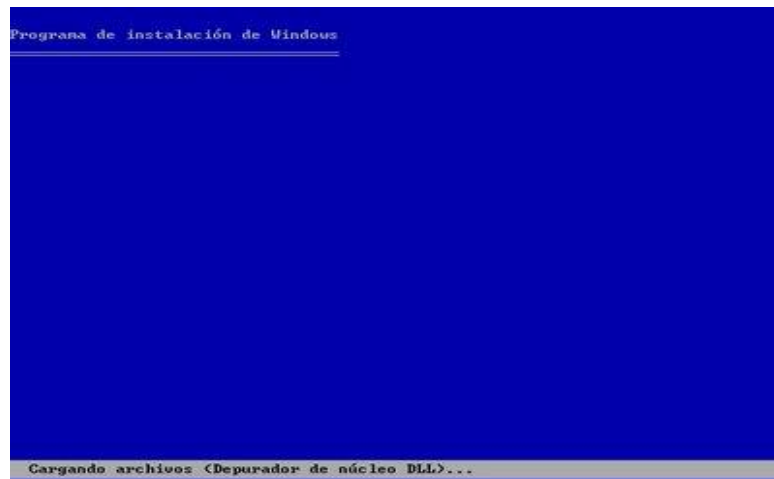 Programa de instalación de Windows
Cargando archivos (Depurador de núcleo DLL)...